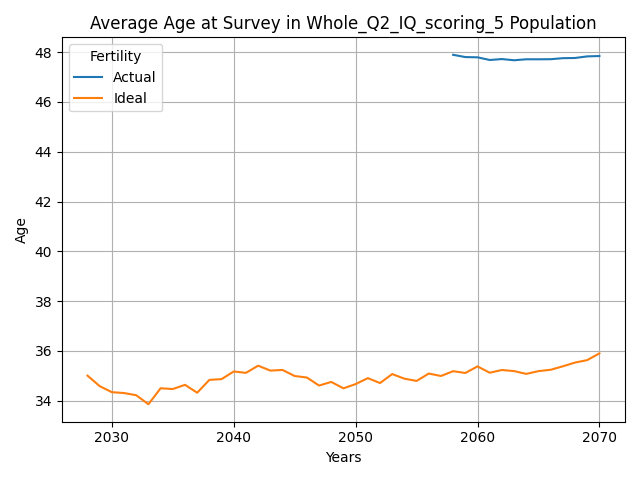 Average Age at Survey in Whole_Q2_IQ_scoring_5 Population
Fertility
Actual
Ideal
48
46
44
42
40
38
36
34
Age
2030 2040 2050 2060 2070
Years